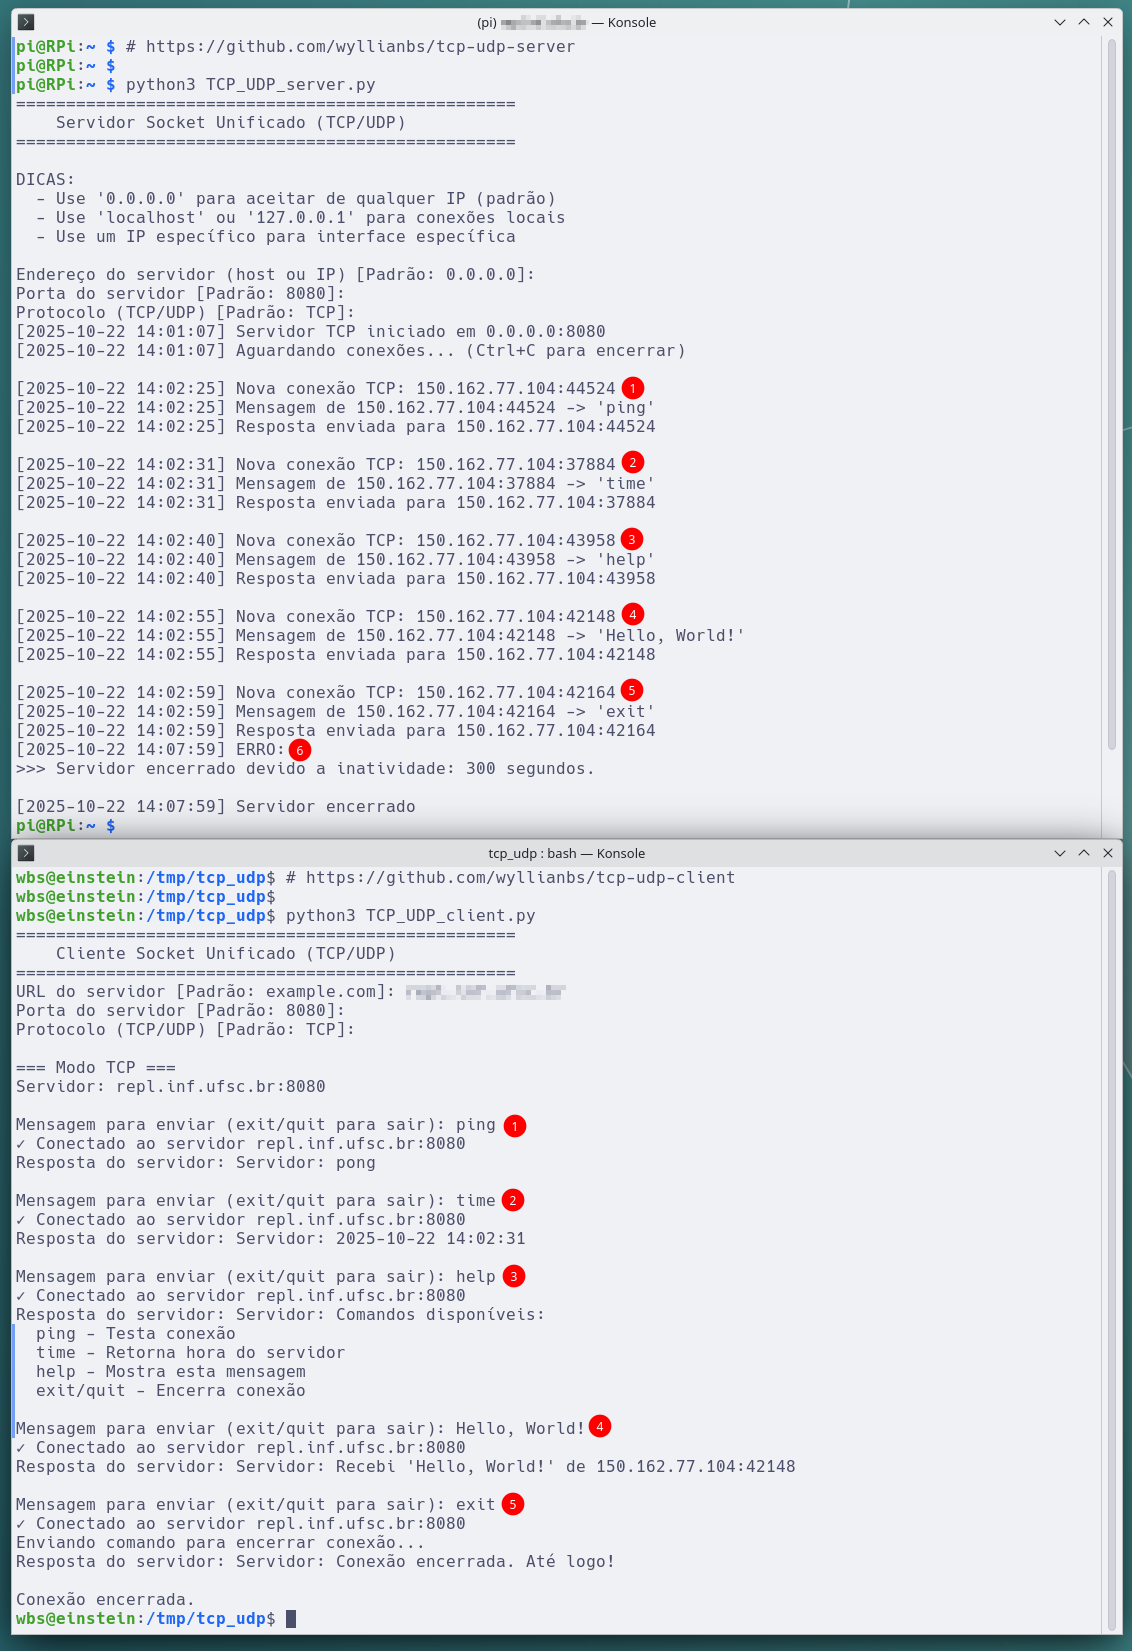 (pi) — Konsole
pi@RPi:~ $ # https://github.com/wyllianbs/tcp-udp-server
pi@RPi:~ $
pi@RPi:~ $ python3 TCP_UDP_server.py
==================================================
    Servidor Socket Unificado (TCP/UDP)
==================================================

DICAS:
  - Use '0.0.0.0' para aceitar de qualquer IP (padrão)
  - Use 'localhost' ou '127.0.0.1' para conexões locais
  - Use um IP específico para interface específica

Endereço do servidor (host ou IP) [Padrão: 0.0.0.0]:
Porta do servidor [Padrão: 8080]:
Protocolo (TCP/UDP) [Padrão: TCP]:
[2025-10-22 14:01:07] Servidor TCP iniciado em 0.0.0.0:8080
[2025-10-22 14:01:07] Aguardando conexões... (Ctrl+C para encerrar)

[2025-10-22 14:02:25] Nova conexão TCP: 150.162.77.104:44524 1
[2025-10-22 14:02:25] Mensagem de 150.162.77.104:44524 -> 'ping'
[2025-10-22 14:02:25] Resposta enviada para 150.162.77.104:44524

[2025-10-22 14:02:31] Nova conexão TCP: 150.162.77.104:37884 2
[2025-10-22 14:02:31] Mensagem de 150.162.77.104:37884 -> 'time'
[2025-10-22 14:02:31] Resposta enviada para 150.162.77.104:37884

[2025-10-22 14:02:40] Nova conexão TCP: 150.162.77.104:43958 3
[2025-10-22 14:02:40] Mensagem de 150.162.77.104:43958 -> 'help'
[2025-10-22 14:02:40] Resposta enviada para 150.162.77.104:43958

[2025-10-22 14:02:55] Nova conexão TCP: 150.162.77.104:42148 4
[2025-10-22 14:02:55] Mensagem de 150.162.77.104:42148 -> 'Hello, World!'
[2025-10-22 14:02:55] Resposta enviada para 150.162.77.104:42148

[2025-10-22 14:02:59] Nova conexão TCP: 150.162.77.104:42164 5
[2025-10-22 14:02:59] Mensagem de 150.162.77.104:42164 -> 'exit'
[2025-10-22 14:02:59] Resposta enviada para 150.162.77.104:42164
[2025-10-22 14:07:59] ERRO: 6
>>> Servidor encerrado devido a inatividade: 300 segundos.

[2025-10-22 14:07:59] Servidor encerrado
pi@RPi:~ $
tcp_udp : bash — Konsole
wbs@einstein:/tmp/tcp_udp$ # https://github.com/wyllianbs/tcp-udp-client
wbs@einstein:/tmp/tcp_udp$
wbs@einstein:/tmp/tcp_udp$ python3 TCP_UDP_client.py
==================================================
    Cliente Socket Unificado (TCP/UDP)
==================================================
URL do servidor [Padrão: example.com]:
Porta do servidor [Padrão: 8080]:
Protocolo (TCP/UDP) [Padrão: TCP]:

=== Modo TCP ===
Servidor: repl.inf.ufsc.br:8080

Mensagem para enviar (exit/quit para sair): ping 1
✓ Conectado ao servidor repl.inf.ufsc.br:8080
Resposta do servidor: Servidor: pong

Mensagem para enviar (exit/quit para sair): time 2
✓ Conectado ao servidor repl.inf.ufsc.br:8080
Resposta do servidor: Servidor: 2025-10-22 14:02:31

Mensagem para enviar (exit/quit para sair): help 3
✓ Conectado ao servidor repl.inf.ufsc.br:8080
Resposta do servidor: Servidor: Comandos disponíveis:
  ping - Testa conexão
  time - Retorna hora do servidor
  help - Mostra esta mensagem
  exit/quit - Encerra conexão

Mensagem para enviar (exit/quit para sair): Hello, World! 4
✓ Conectado ao servidor repl.inf.ufsc.br:8080
Resposta do servidor: Servidor: Recebi 'Hello, World!' de 150.162.77.104:42148

Mensagem para enviar (exit/quit para sair): exit 5
✓ Conectado ao servidor repl.inf.ufsc.br:8080
Enviando comando para encerrar conexão...
Resposta do servidor: Servidor: Conexão encerrada. Até logo!

Conexão encerrada.
wbs@einstein:/tmp/tcp_udp$